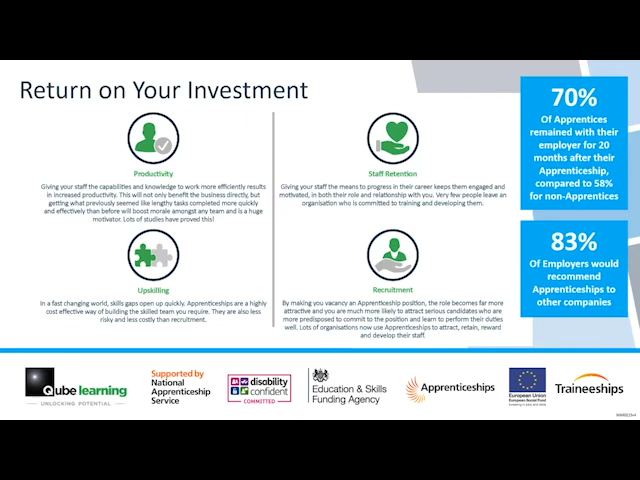 Return on Your Investment
Productivity
Giving your staff the capabilities and knowledge to work more efficiently results
in increased productivity. This will not only benefit the business directly, but
getting what previously seemed like lengthy tasks completed more quickly
and effectively than before will boost morale amongst any team and is a huge
motivator. Lots of studies have proved this!
Staff Retention
Giving your staff the means to progress in their career keeps them engaged and
motivated, in both their role and relationship with you. Very few people leave an
organisation who is committed to training and developing them.
Upskilling
In a fast changing world, skills gaps open up quickly. Apprenticeships are a highly
cost effective way of building the skilled team you require. They are also less
risky and less costly than recruitment.
Recruitment
By making you vacancy an Apprenticeship position, the role becomes far more
attractive and you are much more likely to attract serious candidates who are
more predisposed to commit to the position and learn to perform their duties
well. Lots of organisations now use Apprenticeships to attract, retain, reward
and develop their staff.
70%
Of Apprentices
remained with their
employer for 20
months after their
Apprenticeship,
compared to 58%
for non-Apprentices
83%
Of Employers would
recommend
Apprenticeships to
other companies
Qube learning
UNLOCKING POTENTIAL
Supported by
National
Apprenticeship
Service
disability
confident
COMMITTED
Education & Skills
Funding Agency
Apprenticeships
European Union
European Social Fund
Investing in jobs and skills
Traineeships